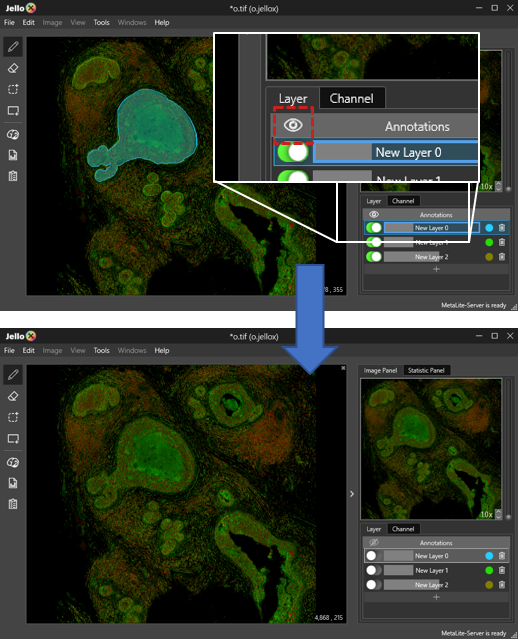 Jello *o.tif (o.jellox)
File Edit Image View Tools Windows Help
Layer Channel
Annotations
New Layer 0
New Layer 1
10x
Layer Channel
Annotations
New Layer 0
New Layer 1
New Layer 2
+
78, 355
MetaLite-Server is ready
Jello *o.tif (o.jellox)
File Edit Image View Tools Windows Help
Image Panel Statistic Panel
10x
Layer Channel
Annotations
New Layer 0
New Layer 1
New Layer 2
+
4,868 , 215
MetaLite-Server is ready